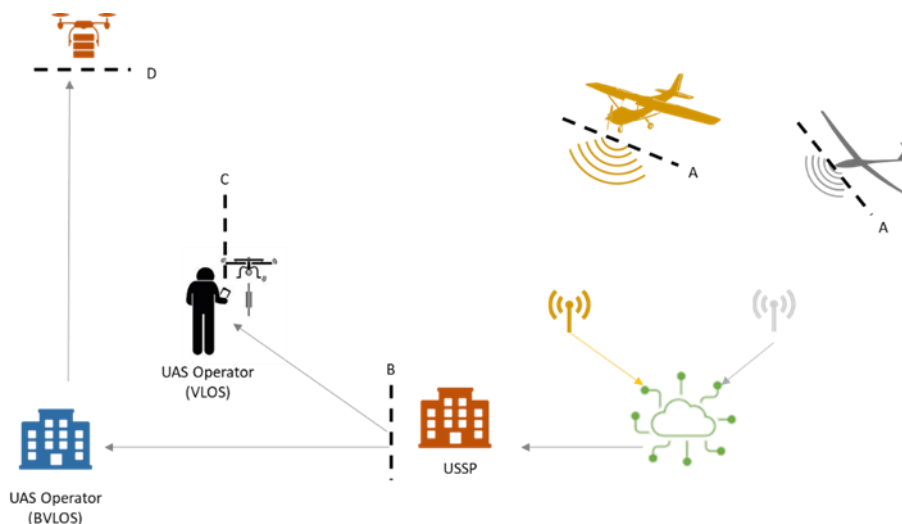 D
A
C
A
UAS Operator
(VLOS)
B
USSP
UAS Operator
(BVLOS)